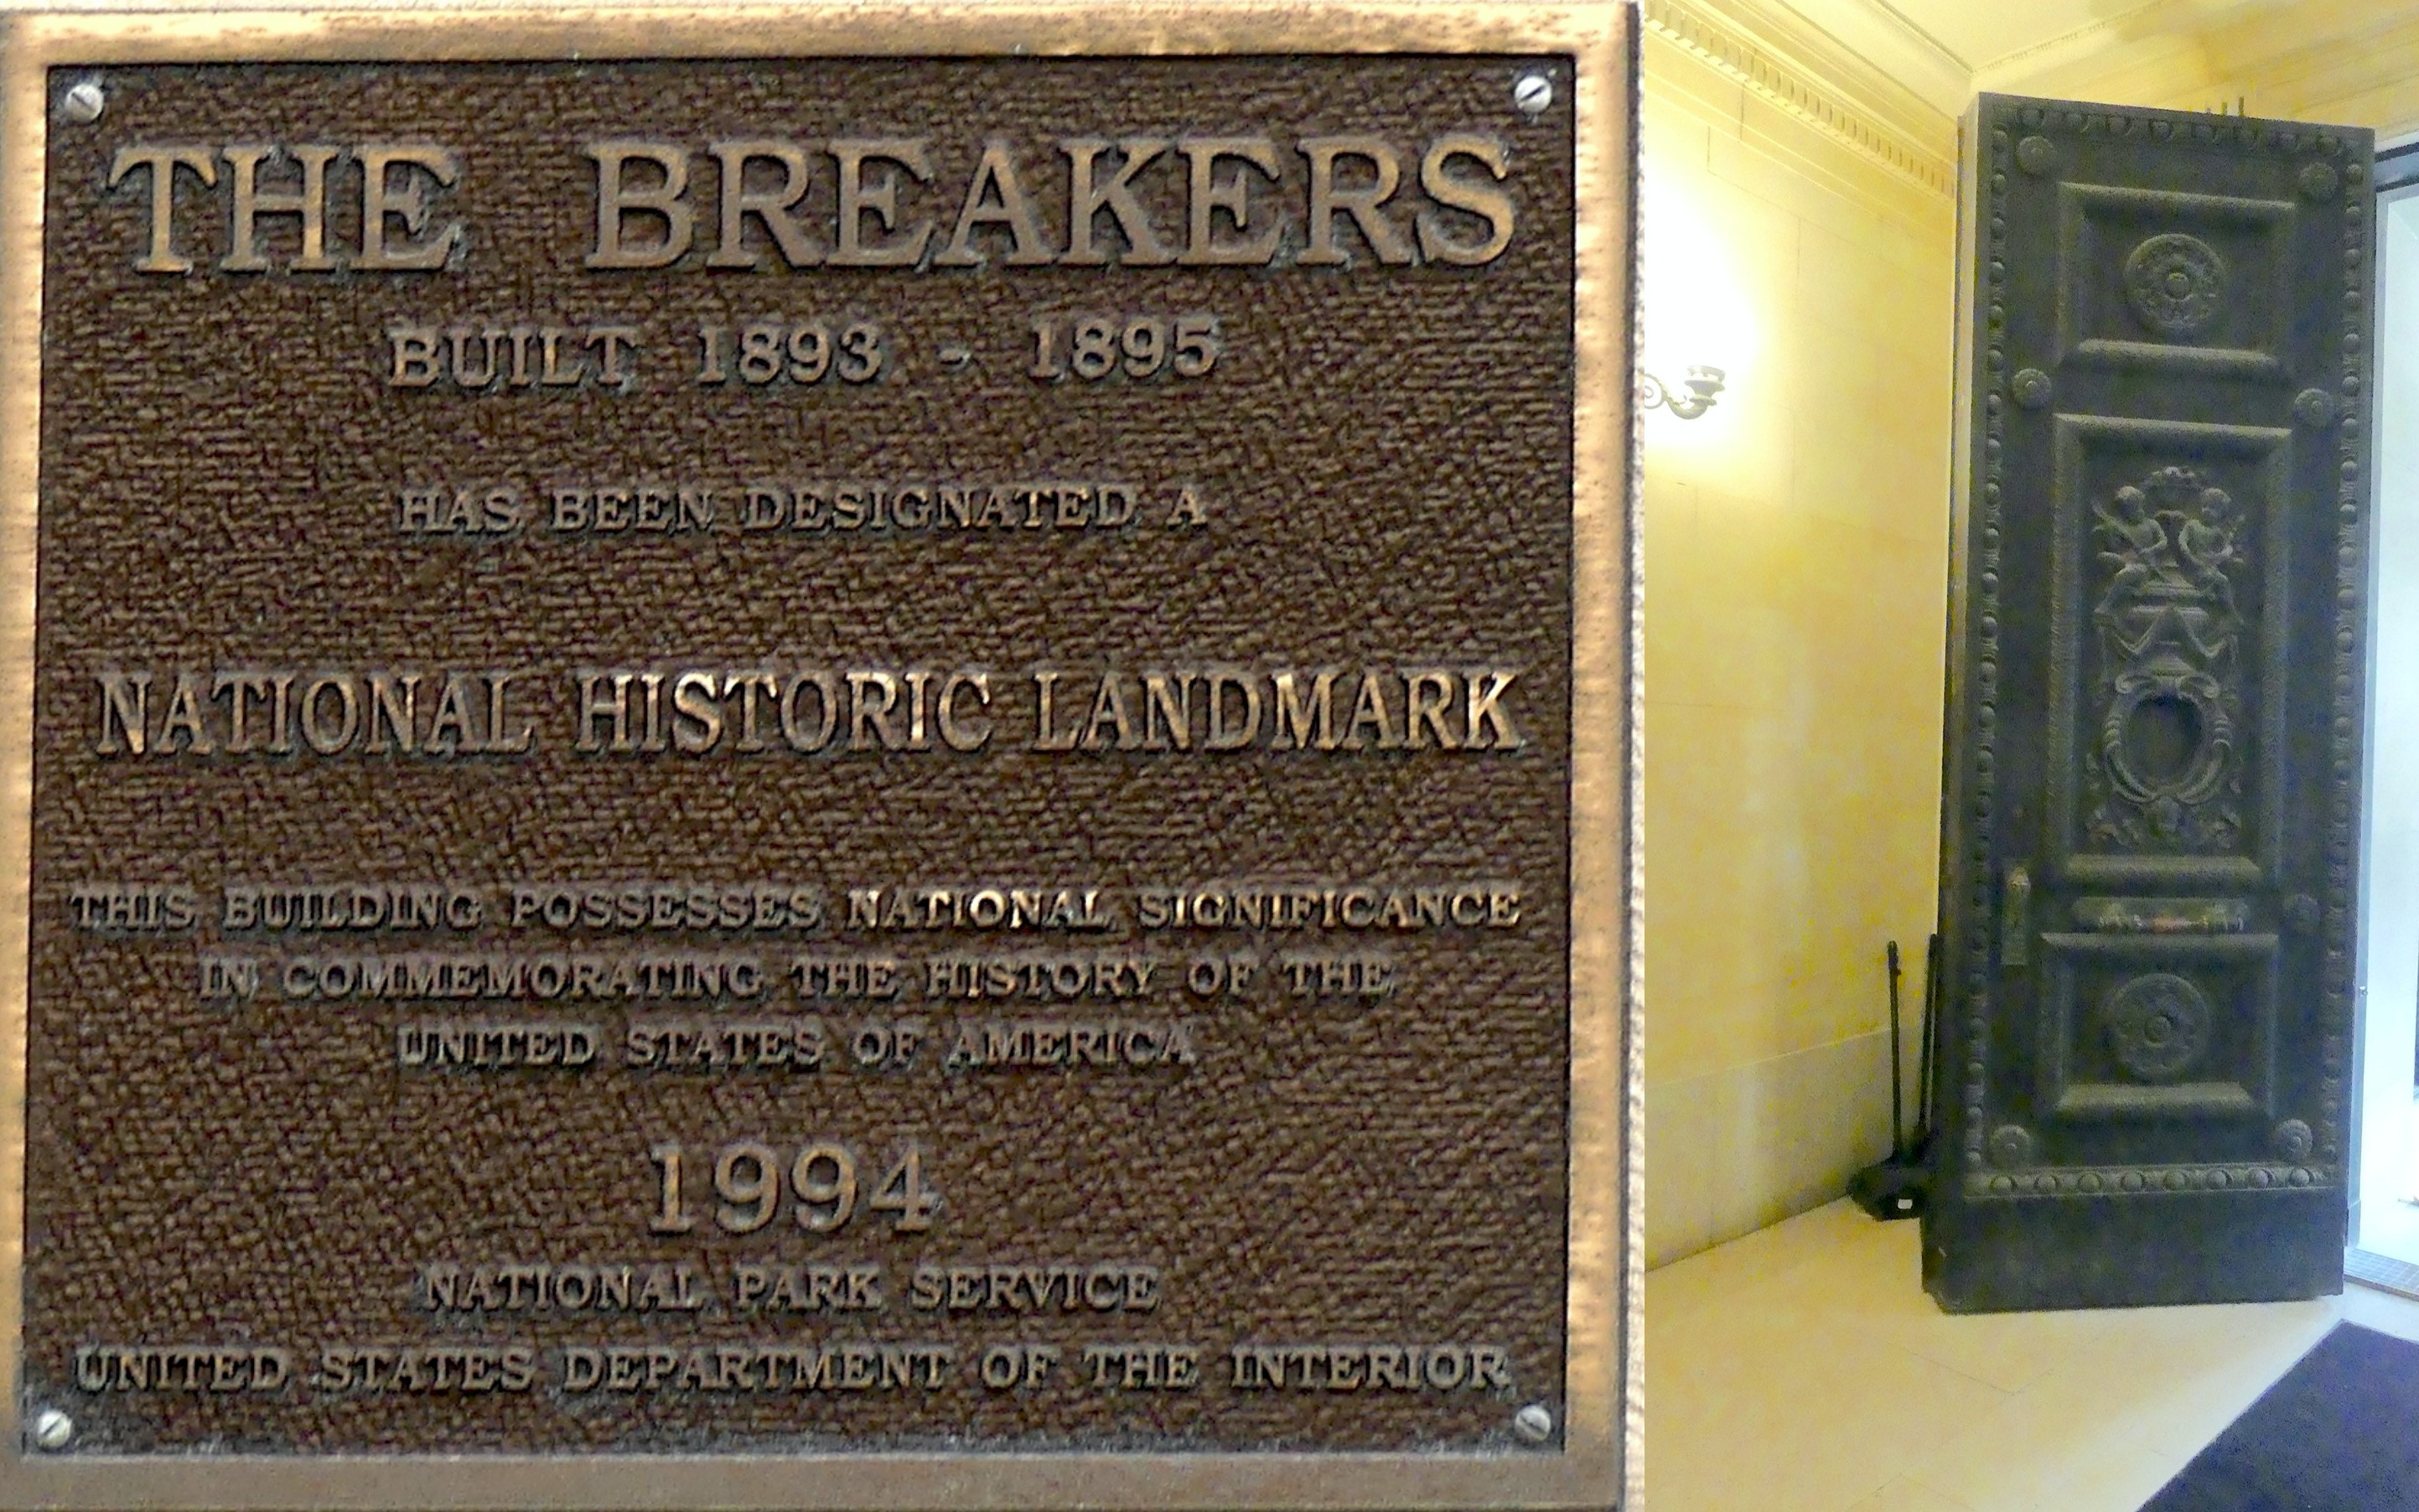 THE BREAKERS
BUILT 1893 - 1895
HAS BEEN DESIGNATED A
NATIONAL HISTORIC LANDMARK
THIS BUILDING POSSESSES NATIONAL SIGNIFICANCE
IN COMMEMORATING THE HISTORY OF THE
UNITED STATES OF AMERICA
1994
NATIONAL PARK SERVICE
UNITED STATES DEPARTMENT OF THE INTERIOR